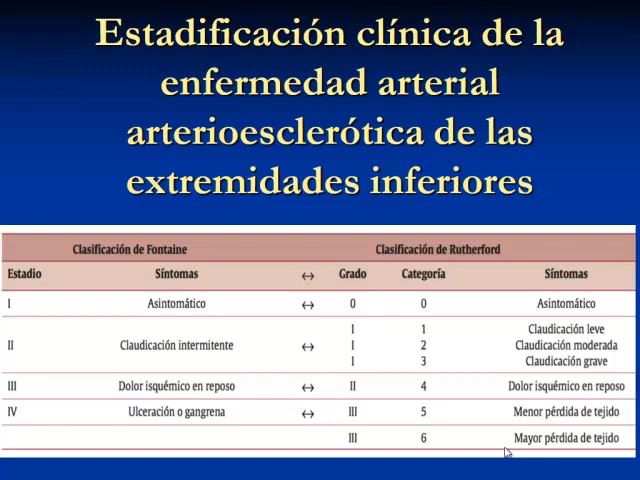 Estadificación clínica de la
enfermedad arterial
arterioesclerótica de las
extremidades inferiores
Clasificación de Fontaine Clasificación de Rutherford
Estadio Síntomas ↔ Grado Categoría Síntomas
I Asintomático ↔ 0 0 Asintomático
I 1 Claudicación leve
II Claudicación intermitente ↔ I 2 Claudicación moderada
I 3 Claudicación grave
III Dolor isquémico en reposo ↔ II 4 Dolor isquémico en reposo
IV Ulceración o gangrena ↔ III 5 Menor pérdida de tejido
III 6 Mayor pérdida de tejido